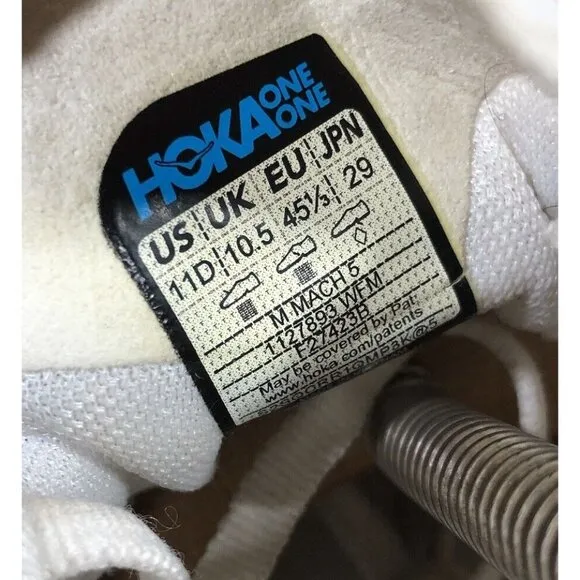 HOKA ONE ONE
US UK EU JPN
11D 10.5 45⅓ 29
M MACH 5
1127893 WFM
F27423B
May be covered by Pat.
www.hoka.com/patents